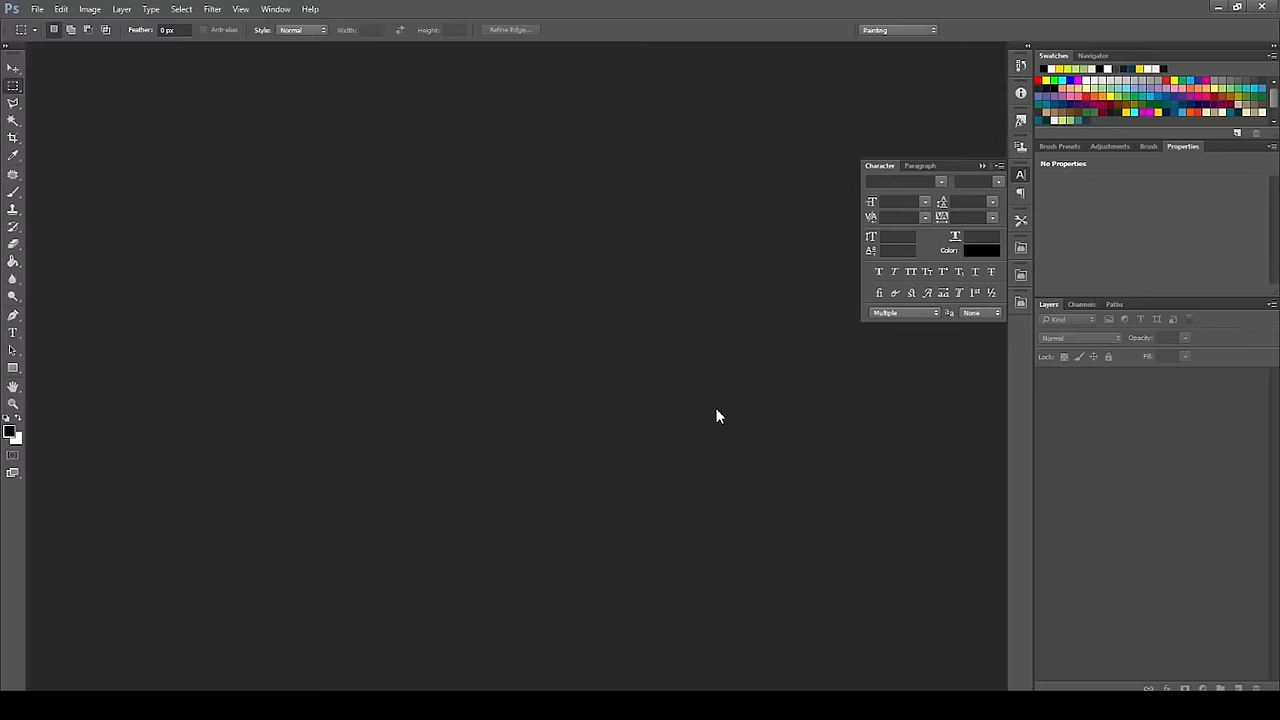 Ps File Edit Image Layer Type Select Filter View Window Help
Feather: 0 px Anti-alias Style: Normal Width: Height: Refine Edge... Painting
Swatches Navigator
Brush Presets Adjustments Brush Properties
No Properties
Character Paragraph
Color:
Multiple aa None
Layers Channels Paths
Kind
Normal Opacity:
Lock: Fill: